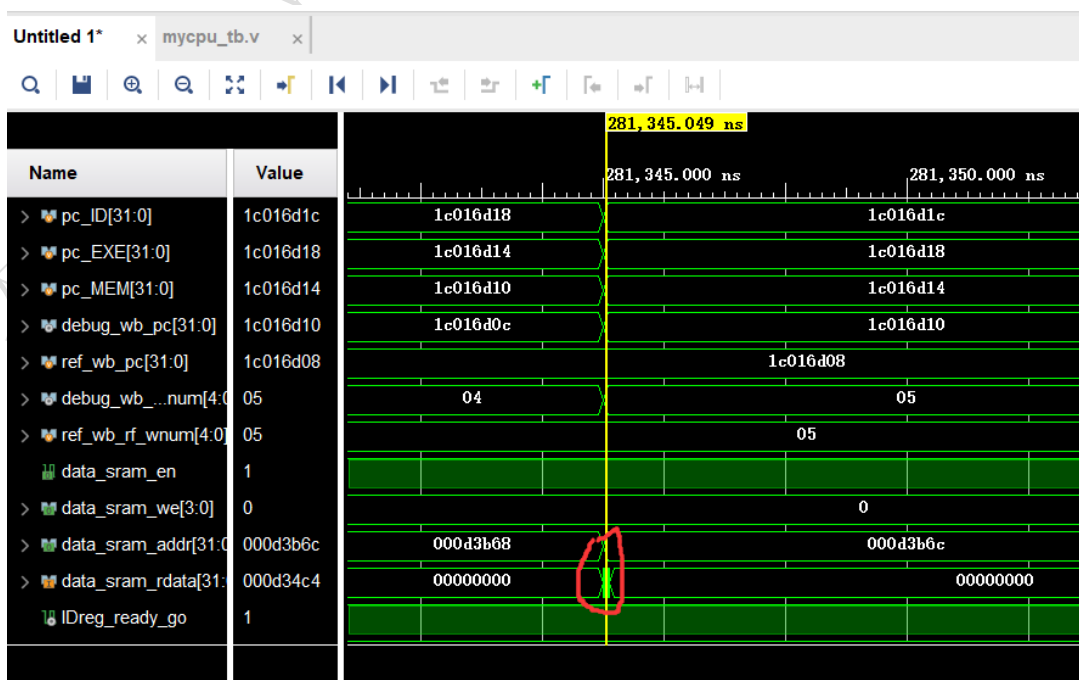 Untitled 1* × mycpu_tb.v ×
281,345.049 ns
Name Value 281,345.000 ns 281,350.000 ns
pc_ID[31:0] 1c016d1c 1c016d18 1c016d1c
pc_EXE[31:0] 1c016d18 1c016d14 1c016d18
pc_MEM[31:0] 1c016d14 1c016d10 1c016d14
debug_wb_pc[31:0] 1c016d10 1c016d0c 1c016d10
ref_wb_pc[31:0] 1c016d08 1c016d08
debug_wb_...num[4:0 05 04 05
ref_wb_rf_wnum[4:0] 05 05
data_sram_en 1
data_sram_we[3:0] 0 0
data_sram_addr[31:0 000d3b6c 000d3b68 000d3b6c
data_sram_rdata[31: 000d34c4 00000000 00000000
IDreg_ready_go 1